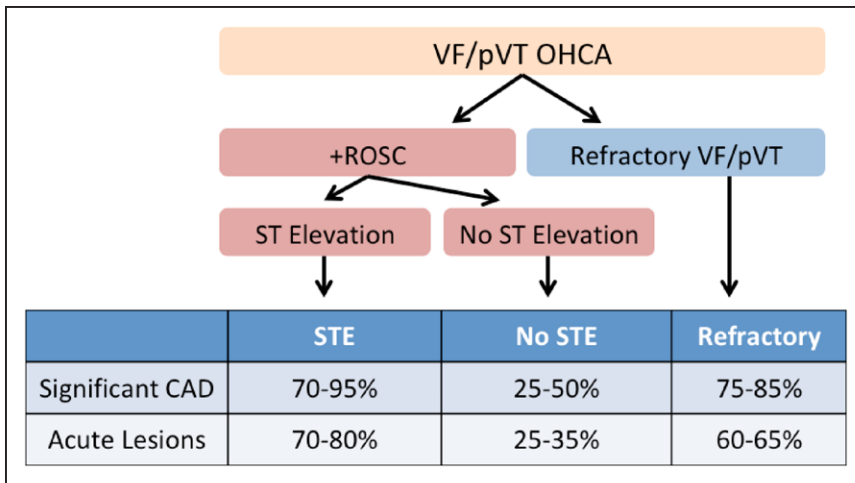 VF/pVT OHCA
+ROSC Refractory VF/pVT
ST Elevation No ST Elevation
STE No STE Refractory
Significant CAD 70-95% 25-50% 75-85%
Acute Lesions 70-80% 25-35% 60-65%